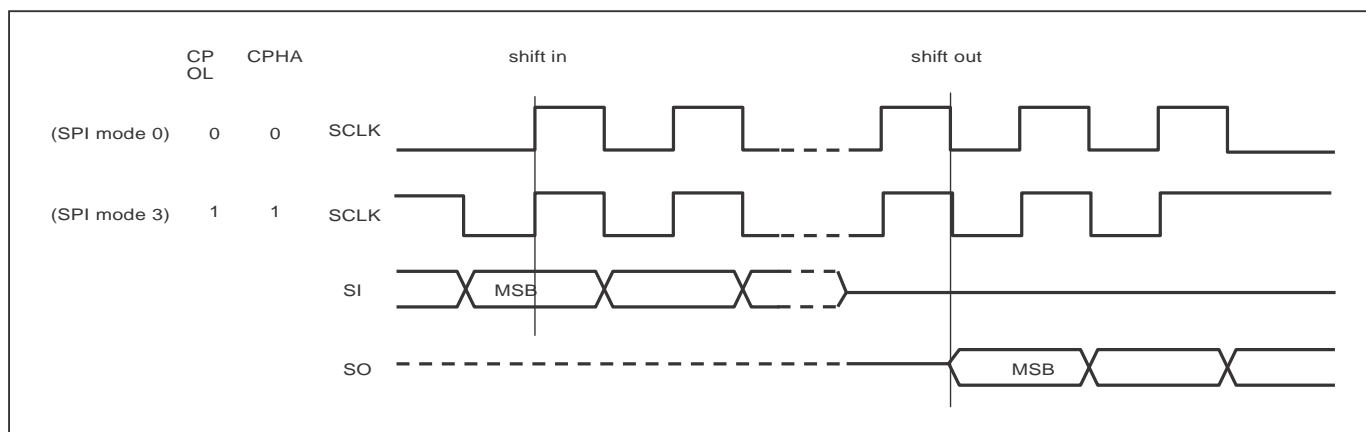 CP OL CPHA shift in shift out
(SPI mode 0) 0 0 SCLK
(SPI mode 3) 1 1 SCLK
SI MSB
SO MSB